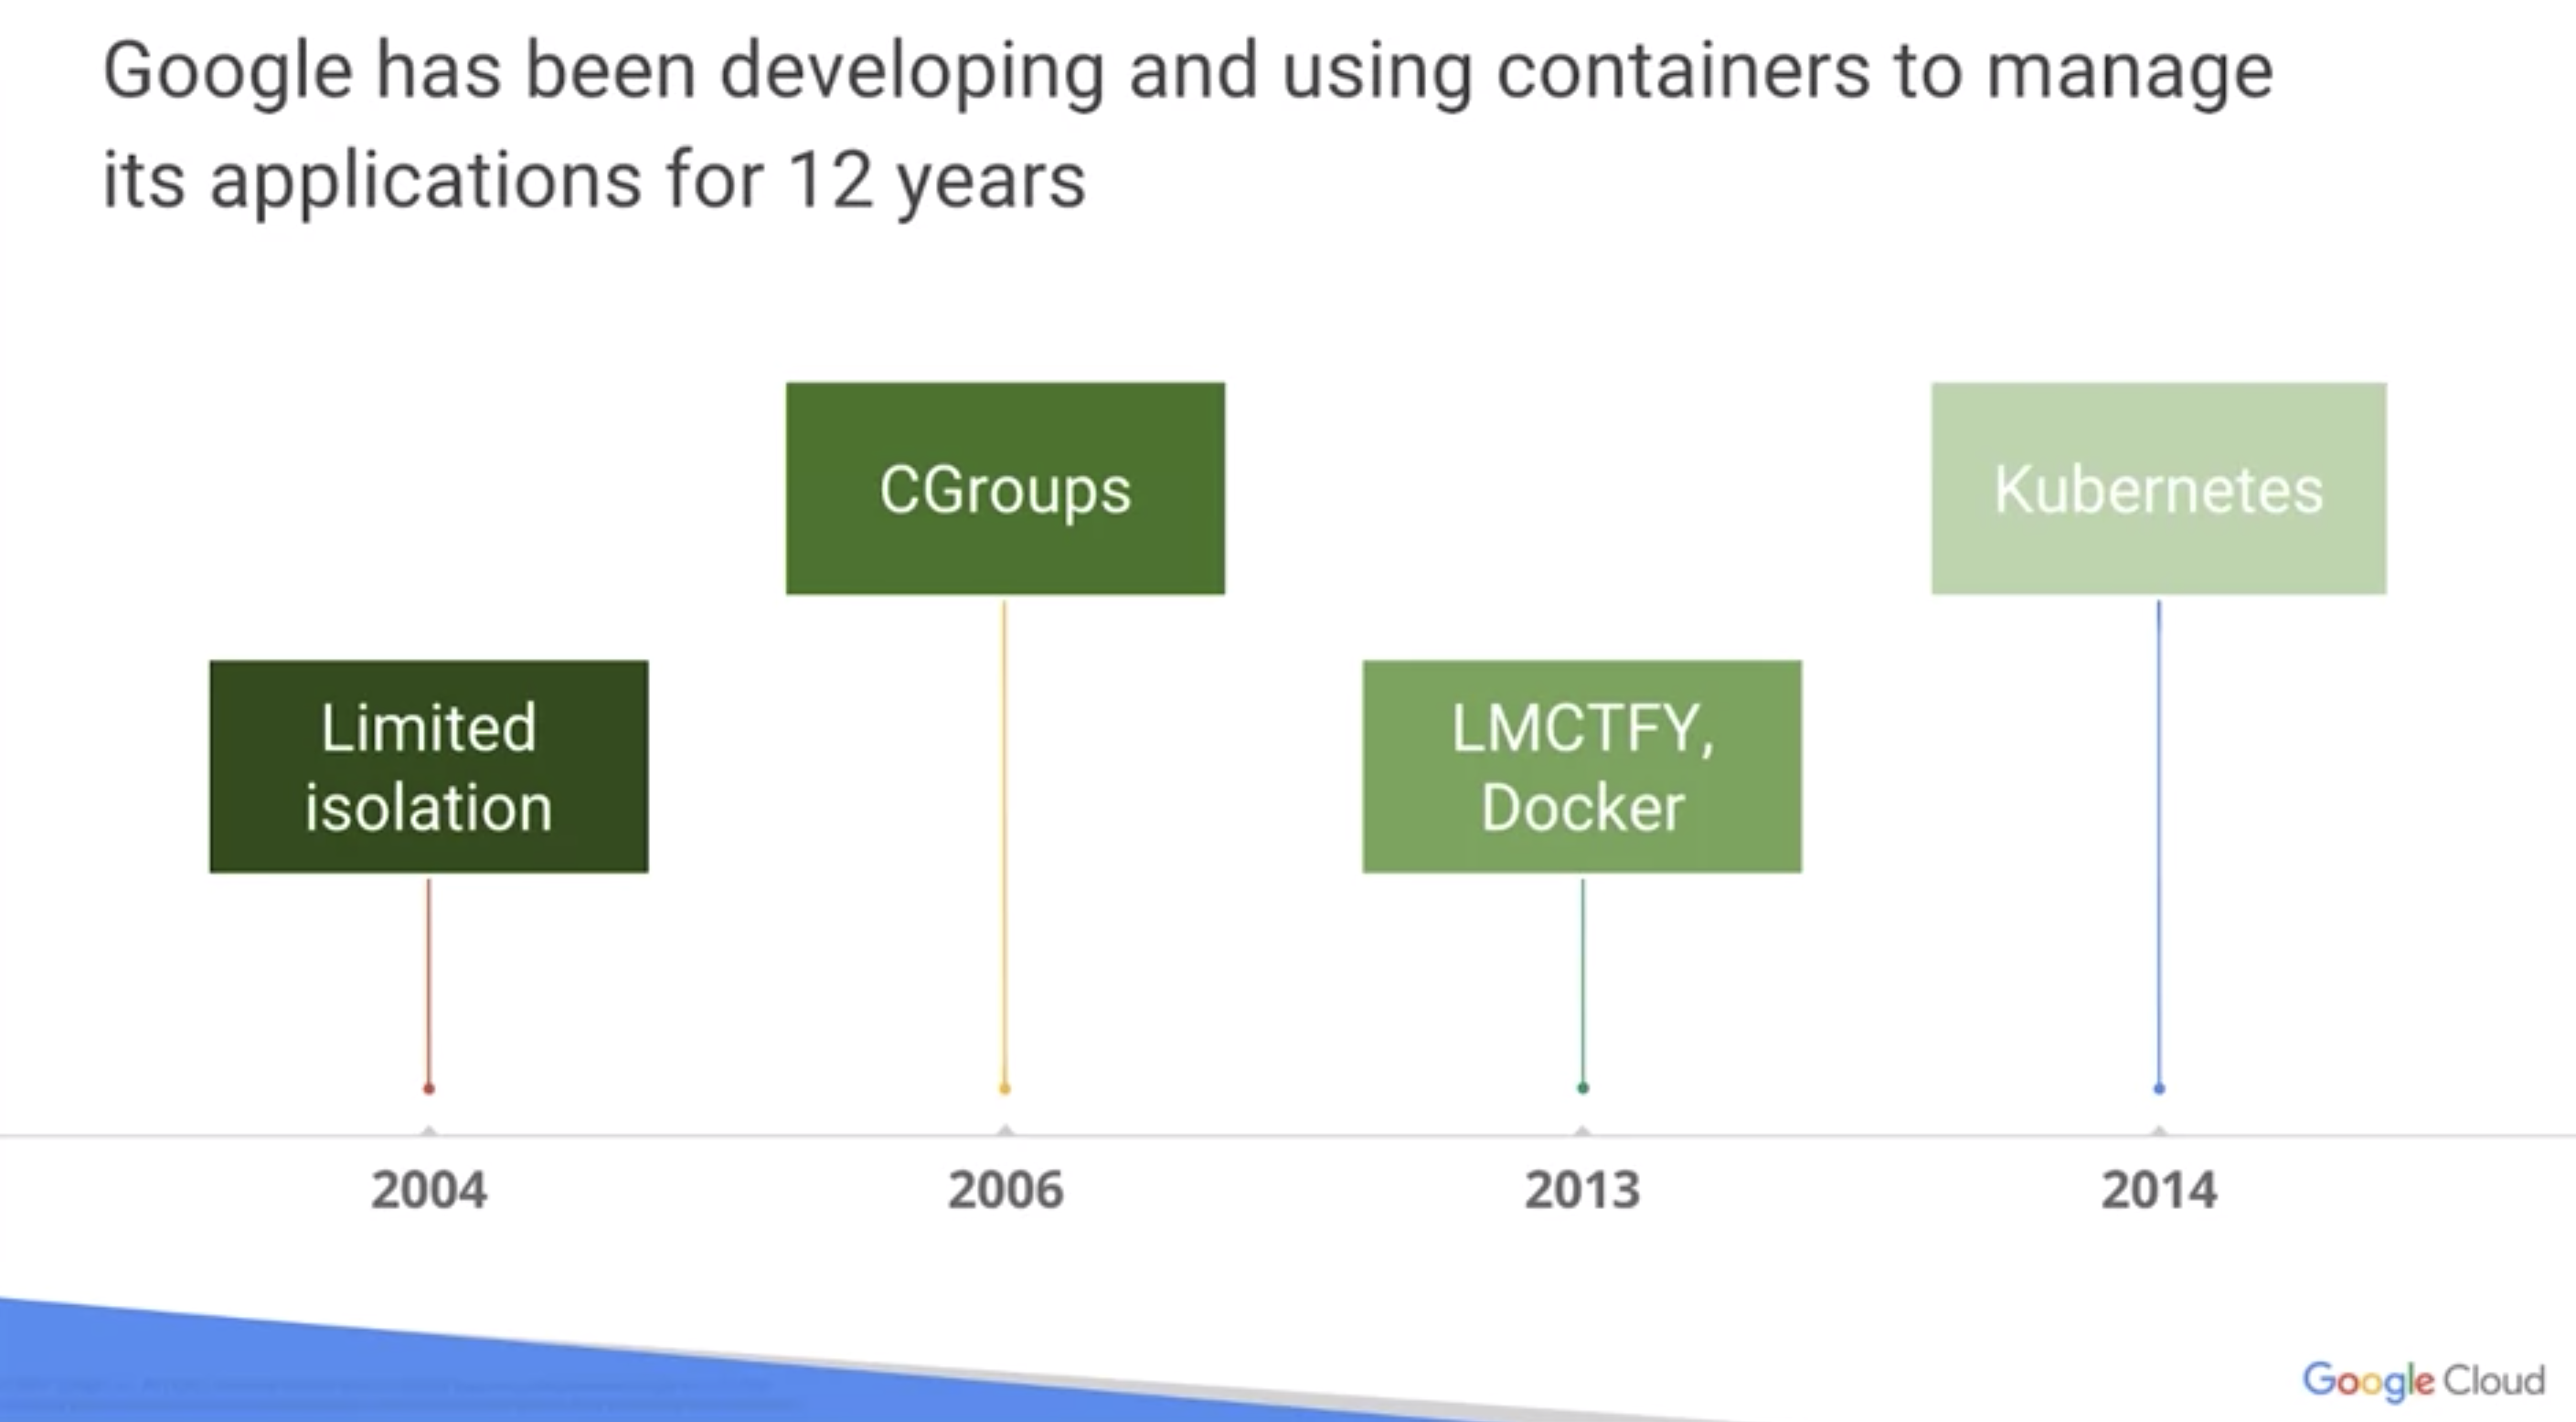 Google has been developing and using containers to manage
its applications for 12 years
CGroups
Kubernetes
Limited
isolation
LMCTFY,
Docker
2004
2006
2013
2014
Google Cloud